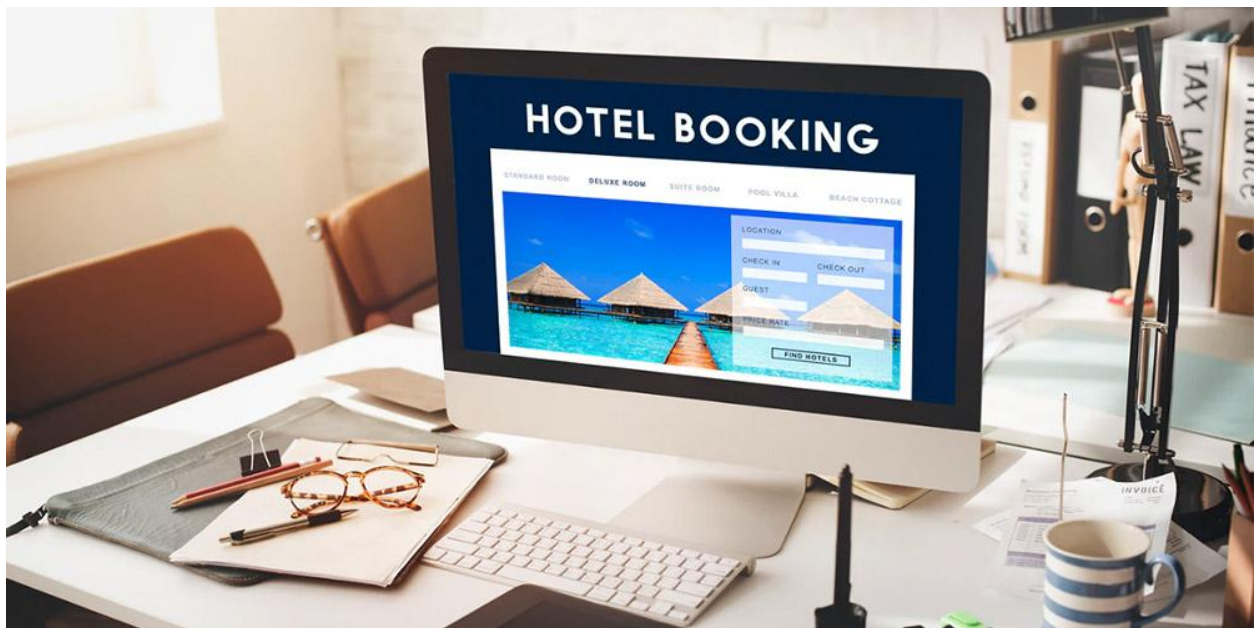 HOTEL BOOKING
STANDARD ROOM DELUXE ROOM SUITE ROOM POOL VILLA BEACH COTTAGE
LOCATION
CHECK IN CHECK OUT
GUEST
PRICE RATE
FIND HOTELS
TAX LAW
Finance
INVOICE